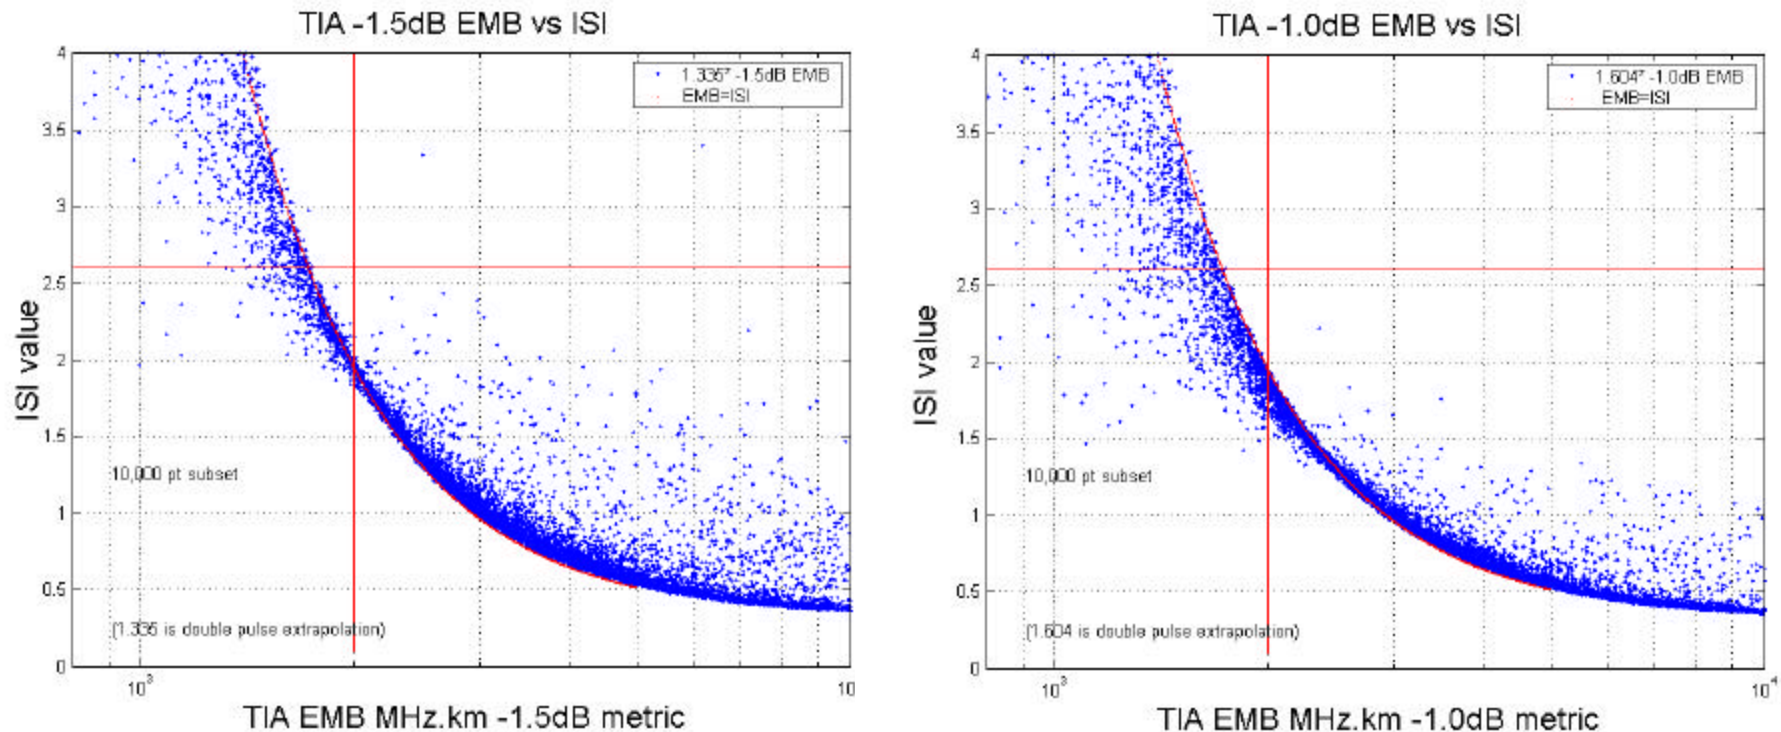 TIA -1.5dB EMB vs ISI
4
3.5
3
2.5
2
1.5
1
0.5
0
ISI value
1.335* -1.5dB EMB
EMB=ISI
10,000 pt subset
(1.335 is double pulse extrapolation)
10³
10
TIA EMB MHz.km -1.5dB metric
TIA -1.0dB EMB vs ISI
4
3.5
3
2.5
2
1.5
1
0.5
0
ISI value
1.604* -1.0dB EMB
EMB=ISI
10,000 pt subset
(1.604 is double pulse extrapolation)
10³
10⁴
TIA EMB MHz.km -1.0dB metric